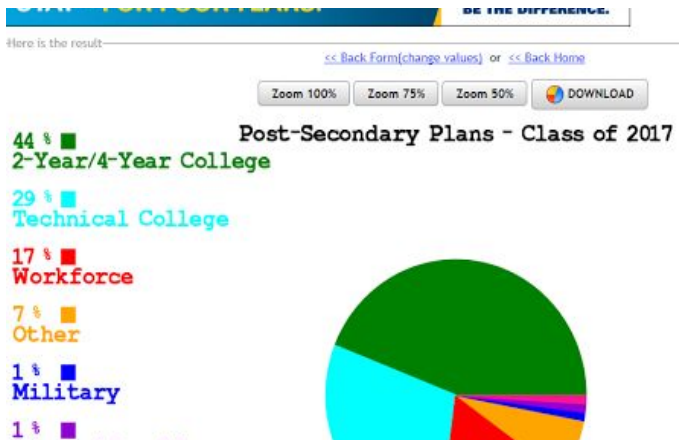 BE THE DIFFERENCE.
Here is the result
<< Back Form(change values) or << Back Home
Zoom 100% Zoom 75% Zoom 50% DOWNLOAD
Post-Secondary Plans - Class of 2017
44 %
2-Year/4-Year College
29 %
Technical College
17 %
Workforce
7 %
Other
1 %
Military
1 %